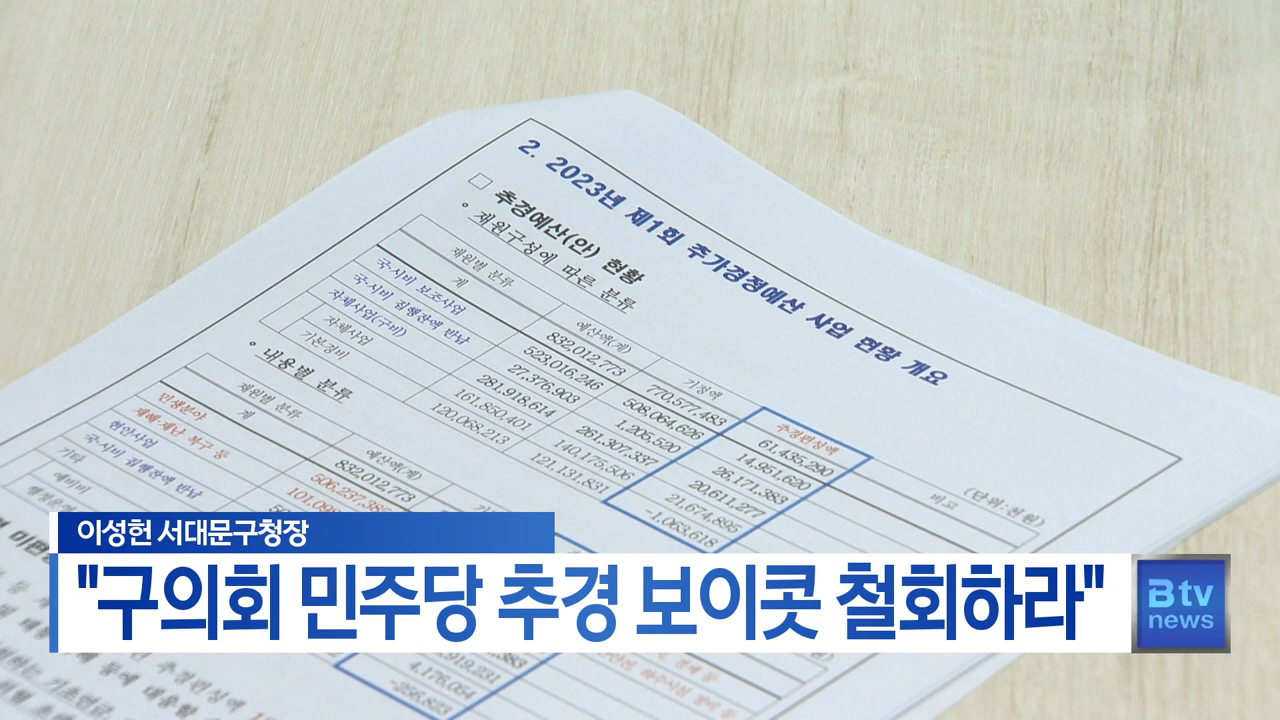 2. 2023년 제1회 추가경정예산 사업 현황 개요
□ 추경예산(안) 현황
∘ 재원구성에 따른 분류
(단위:천원)
재원별 분류 예산액(계) 기정액 추경편성액 비고
계 832,012,773 770,577,483 61,435,290
국·시비 보조사업 523,016,246 508,064,626 14,951,620
국·시비 집행잔액 반납 27,376,903 1,205,520 26,171,383
자체사업(구비) 281,918,614 261,307,337 20,611,277
자체사업 161,850,401 140,175,506 21,674,895
기본경비 120,068,213 121,131,831 -1,063,618
∘ 내용별 분류
재원별 분류 예산액(계)
계 832,012,773
민생분야
재해·재난 복구 등
현안사업
국·시비 집행잔액 반납
기타
예비비
4,176,054
-256,823
이성헌 서대문구청장
"구의회 민주당 추경 보이콧 철회하라"
B tv
news